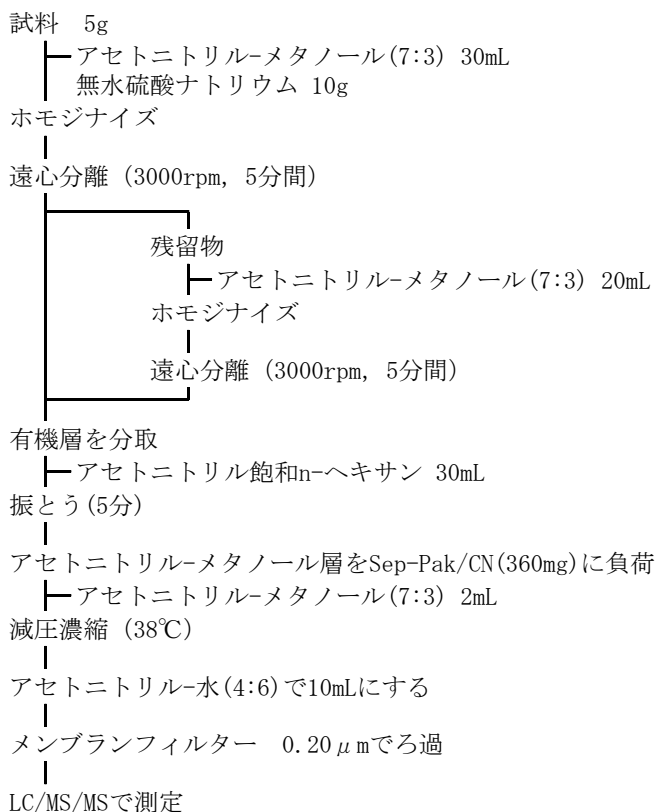 試料　5g
アセトニトリル-メタノール(7:3) 30mL
無水硫酸ナトリウム 10g
ホモジナイズ
遠心分離 (3000rpm, 5分間)
残留物
アセトニトリル-メタノール(7:3) 20mL
ホモジナイズ
遠心分離 (3000rpm, 5分間)
有機層を分取
アセトニトリル飽和n-ヘキサン 30mL
振とう(5分)
アセトニトリル-メタノール層をSep-Pak/CN(360mg)に負荷
アセトニトリル-メタノール(7:3) 2mL
減圧濃縮 (38℃)
アセトニトリル-水(4:6)で10mLにする
メンブランフィルター　0.20μmでろ過
LC/MS/MSで測定